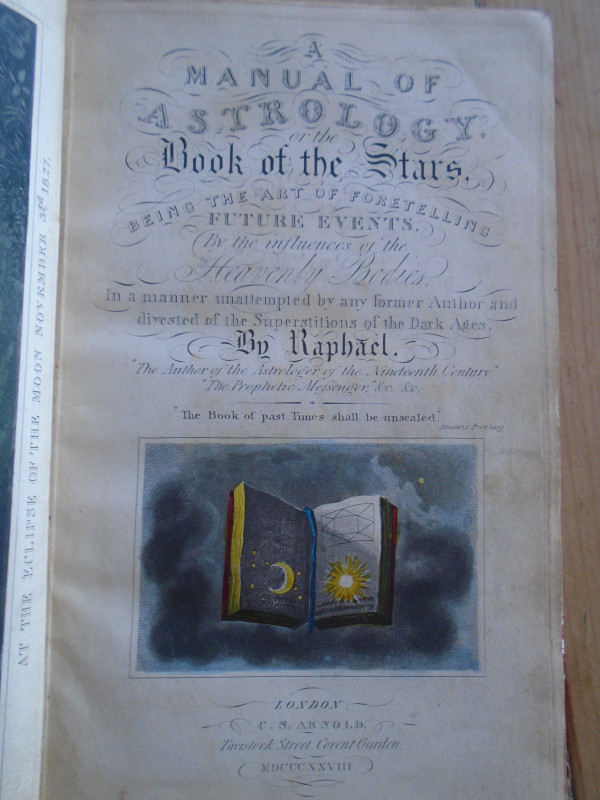 AT THE ECLIPSE OF THE MOON NOVEMBER 3rd 1827.
A
MANUAL OF
ASTROLOGY.
or the
Book of the Stars,
BEING THE ART OF FORETELLING
FUTURE EVENTS,
By the influences of the
Heavenly Bodies.
In a manner unattempted by any former Author and
divested of the Superstitions of the Dark Ages,
By Raphael.
"The Author of the Astrologer of the Nineteenth Century,"
"The Prophetic Messenger," &c. &c.
"The Book of past Times shall be unsealed."
Prophecy
LONDON,
C. S. ARNOLD,
Tavistock Street, Covent Garden
MDCCCXXVIII